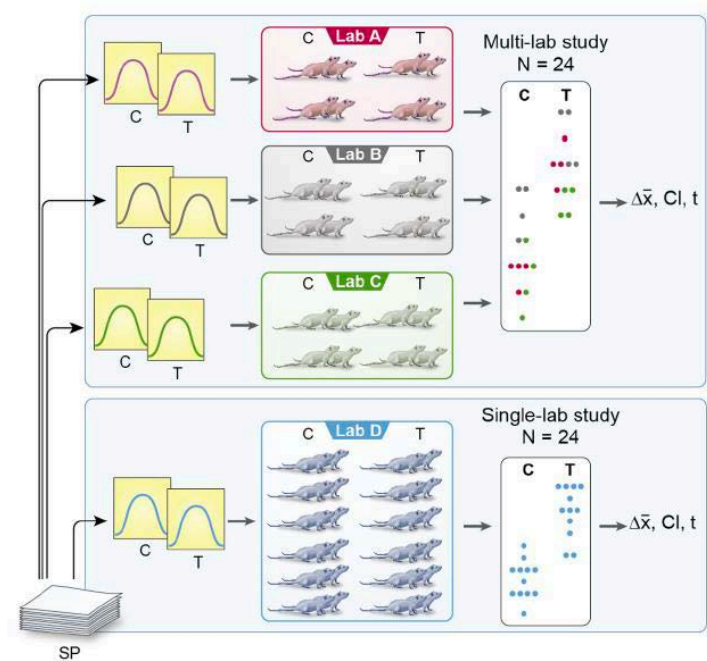 C Lab A T
Multi-lab study
N = 24
C T
C
T
C Lab B T
C
T
Δx̄, CI, t
C Lab C T
C
T
Single-lab study
N = 24
C Lab D T
C T
C
T
Δx̄, CI, t
SP